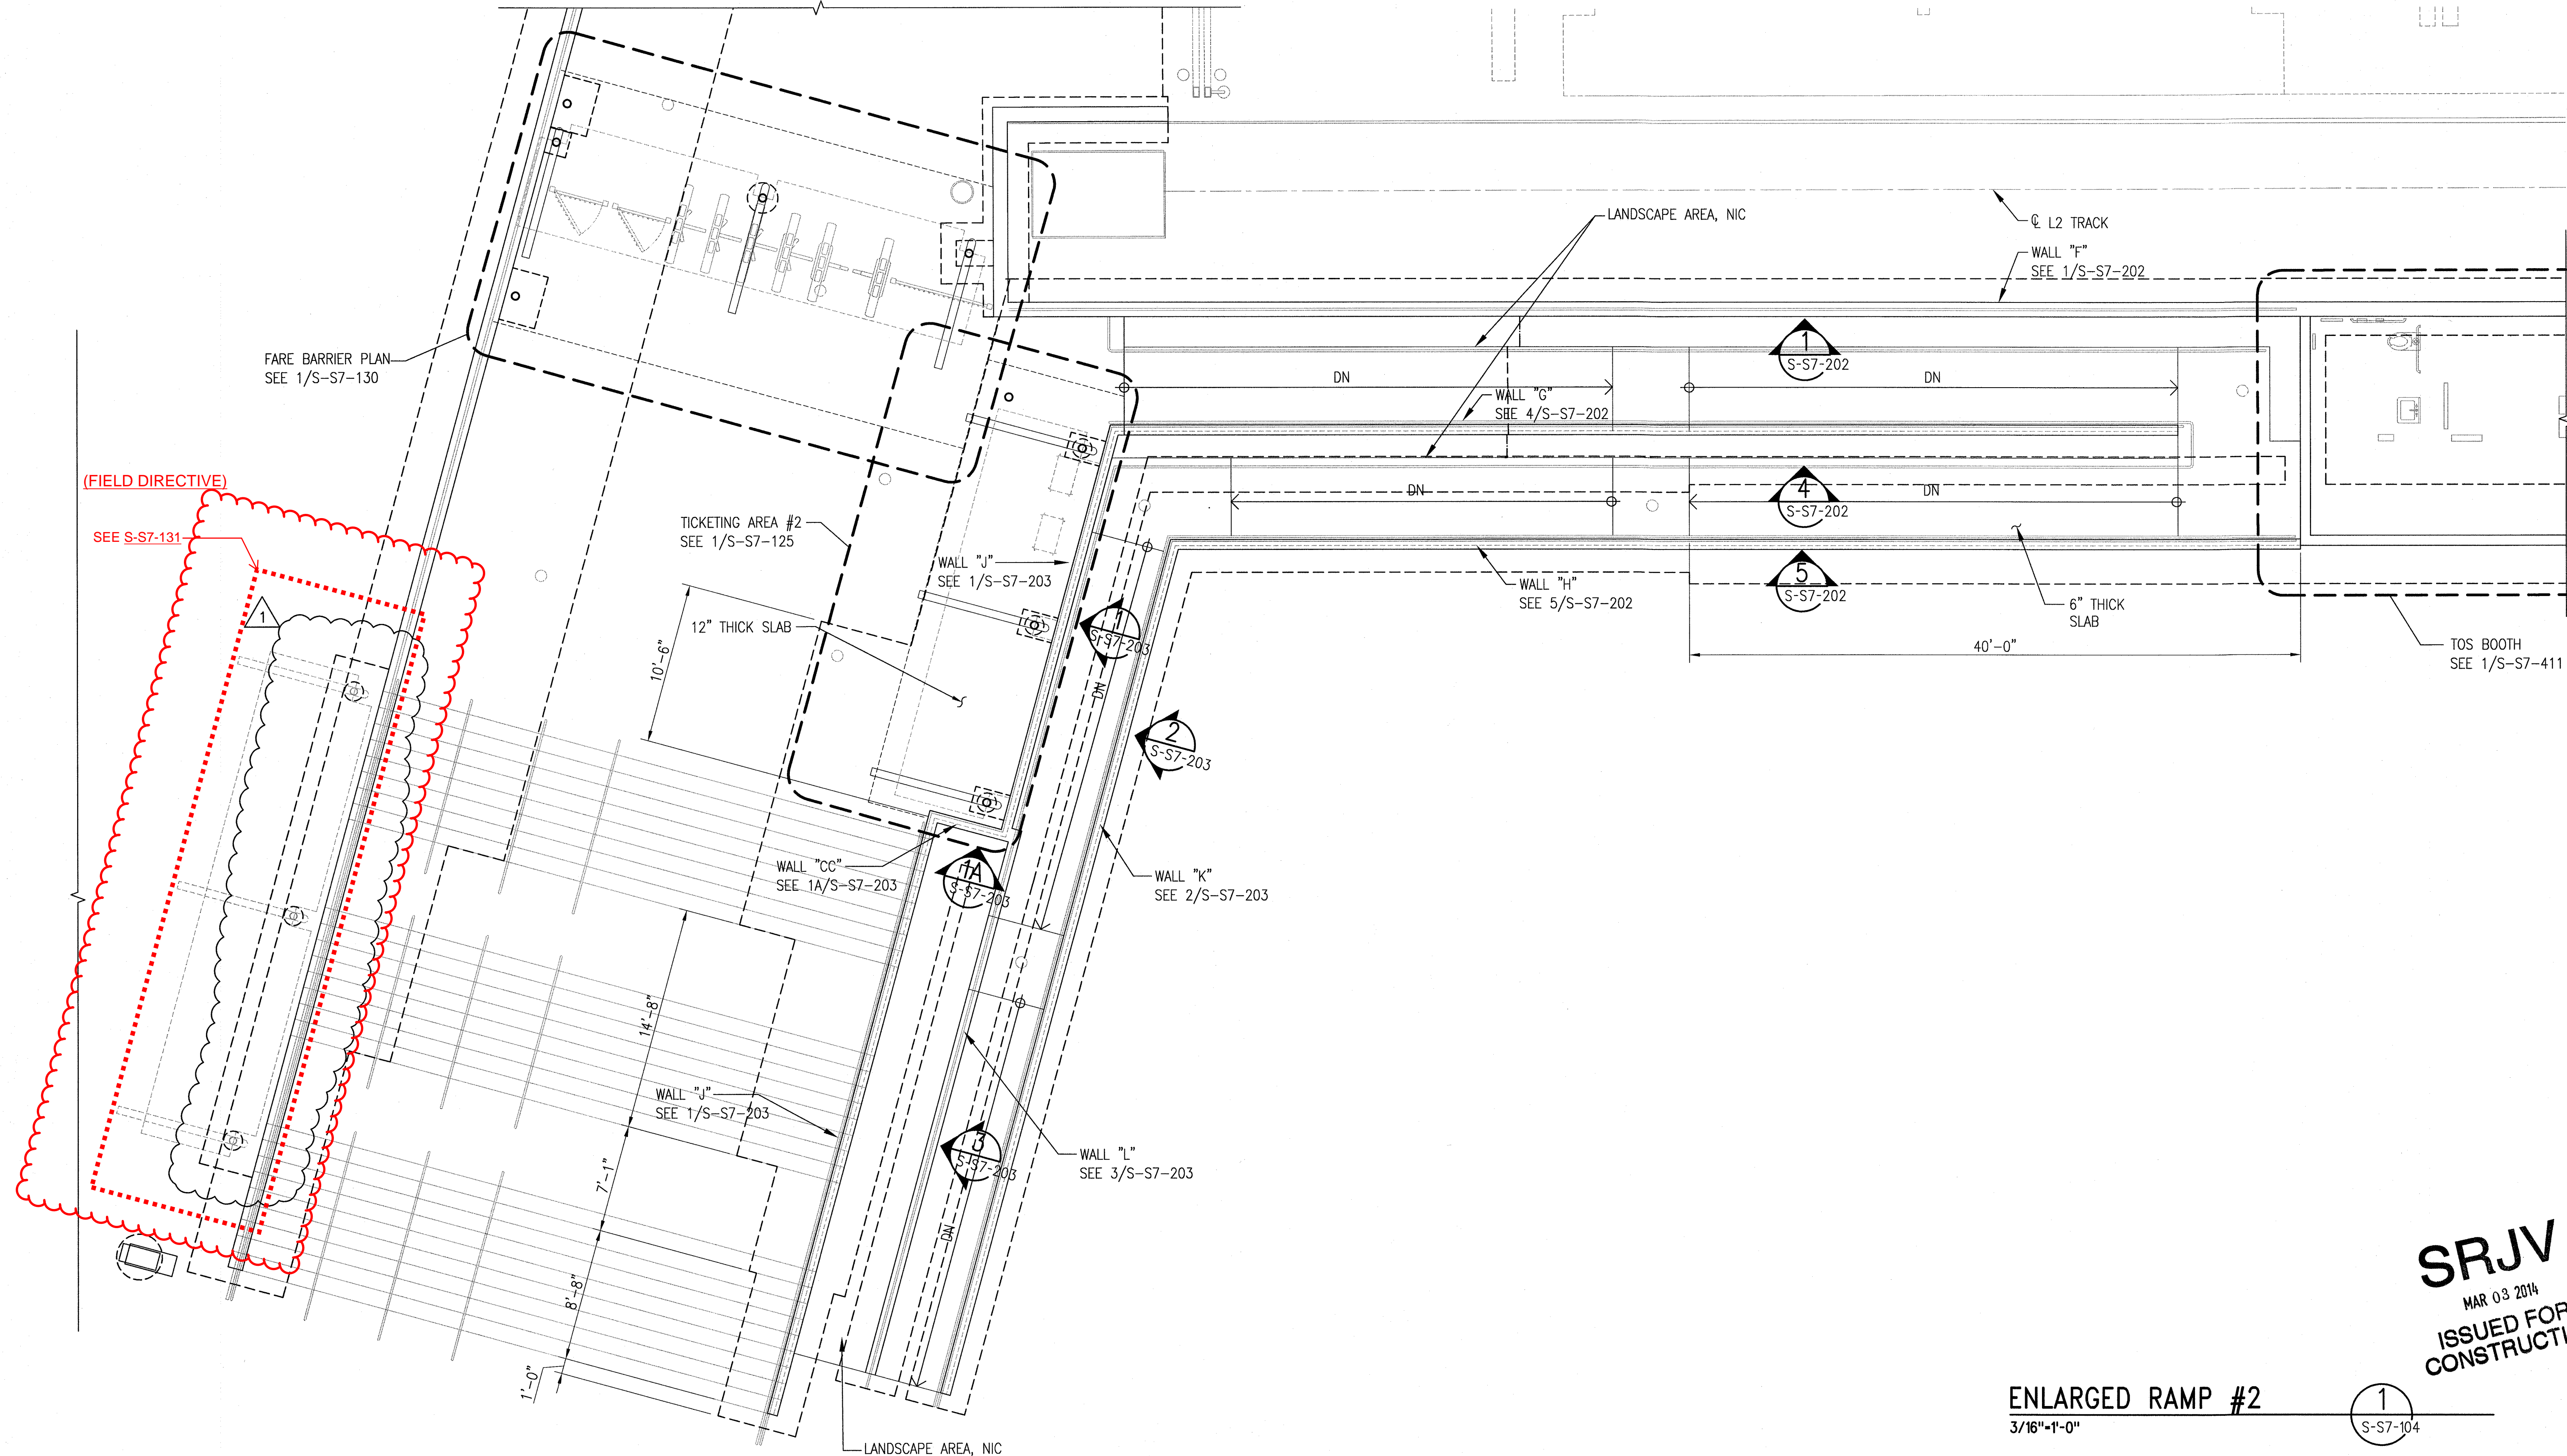 LANDSCAPE AREA, NIC
℄ L2 TRACK
WALL "F"
SEE 1/S-S7-202
FARE BARRIER PLAN
SEE 1/S-S7-130
1
S-S7-202
DN
DN
WALL "G"
SEE 4/S-S7-202
(FIELD DIRECTIVE)
SEE S-S7-131
DN
4
S-S7-202
DN
TICKETING AREA #2
SEE 1/S-S7-125
WALL "J"
SEE 1/S-S7-203
WALL "H"
SEE 5/S-S7-202
5
S-S7-202
6" THICK
SLAB
1
12" THICK SLAB
1
S-S7-203
10'-6"
40'-0"
TOS BOOTH
SEE 1/S-S7-411
DN
2
S-S7-203
WALL "CC"
SEE 1A/S-S7-203
1A
S-S7-203
WALL "K"
SEE 2/S-S7-203
14'-8"
WALL "J"
SEE 1/S-S7-203
3
S-S7-203
WALL "L"
SEE 3/S-S7-203
7'-1"
DN
8'-8"
1'-0"
LANDSCAPE AREA, NIC
SRJV
MAR 03 2014
ISSUED FOR
CONSTRUCTI
ENLARGED RAMP #2
3/16"=1'-0"
1
S-S7-104